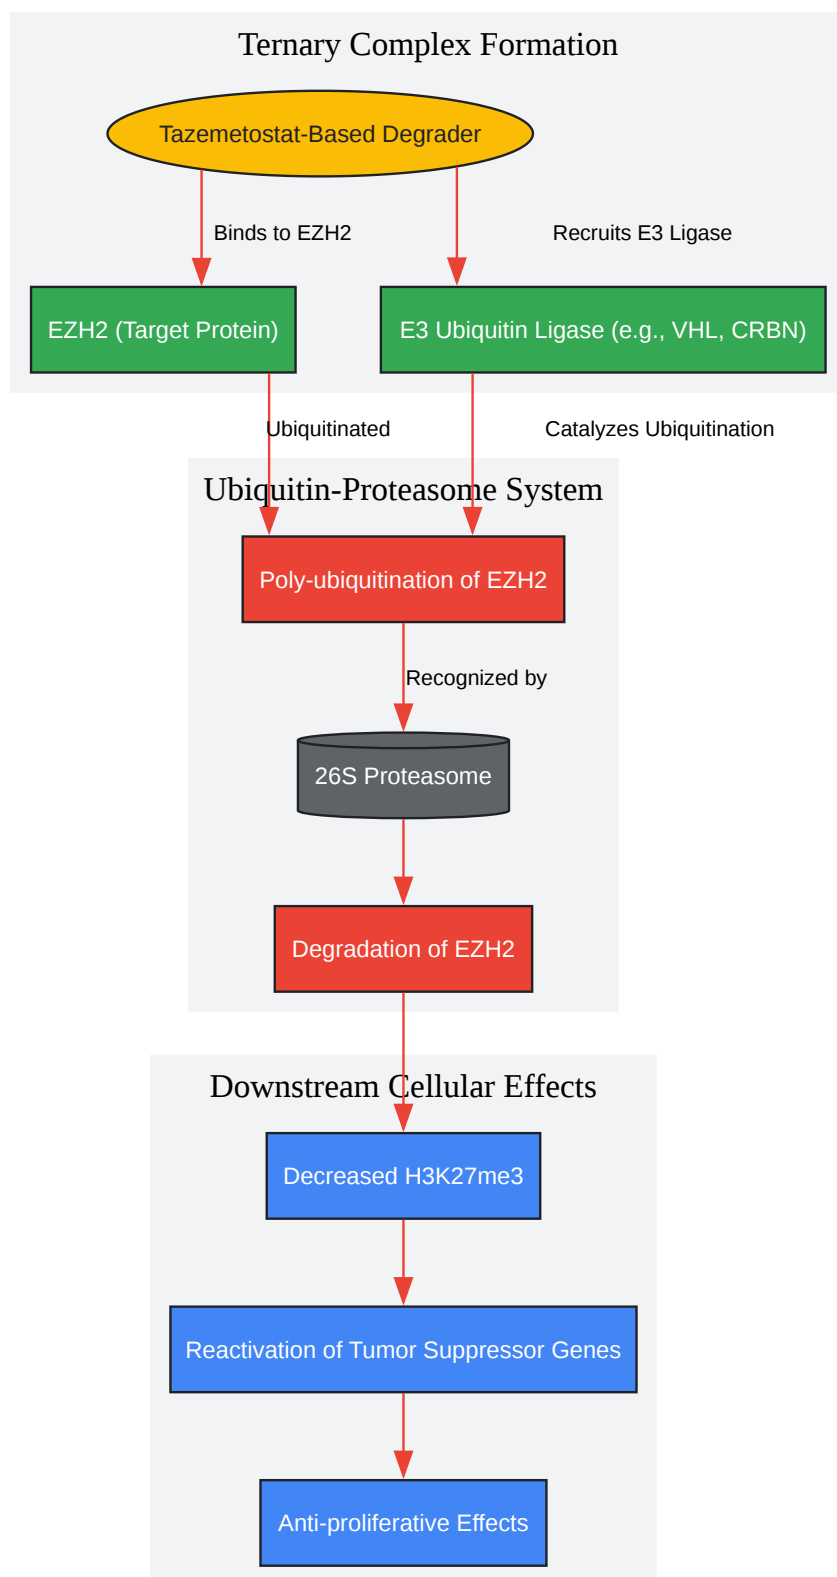 Ternary Complex Formation
Tazemetostat-Based Degrader
Binds to EZH2
Recruits E3 Ligase
EZH2 (Target Protein)
E3 Ubiquitin Ligase (e.g., VHL, CRBN)
Ubiquitinated
Catalyzes Ubiquitination
Ubiquitin-Proteasome System
Poly-ubiquitination of EZH2
Recognized by
26S Proteasome
Degradation of EZH2
Downstream Cellular Effects
Decreased H3K27me3
Reactivation of Tumor Suppressor Genes
Anti-proliferative Effects